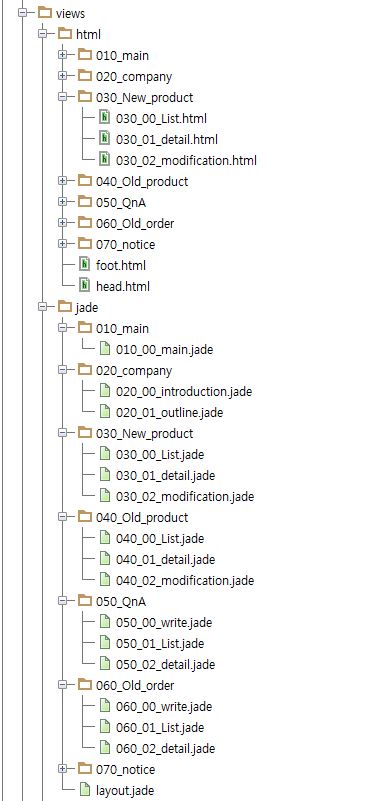 views
html
010_main
020_company
030_New_product
030_00_List.html
030_01_detail.html
030_02_modification.html
040_Old_product
050_QnA
060_Old_order
070_notice
foot.html
head.html
jade
010_main
010_00_main.jade
020_company
020_00_introduction.jade
020_01_outline.jade
030_New_product
030_00_List.jade
030_01_detail.jade
030_02_modification.jade
040_Old_product
040_00_List.jade
040_01_detail.jade
040_02_modification.jade
050_QnA
050_00_write.jade
050_01_List.jade
050_02_detail.jade
060_Old_order
060_00_write.jade
060_01_List.jade
060_02_detail.jade
070_notice
layout.jade